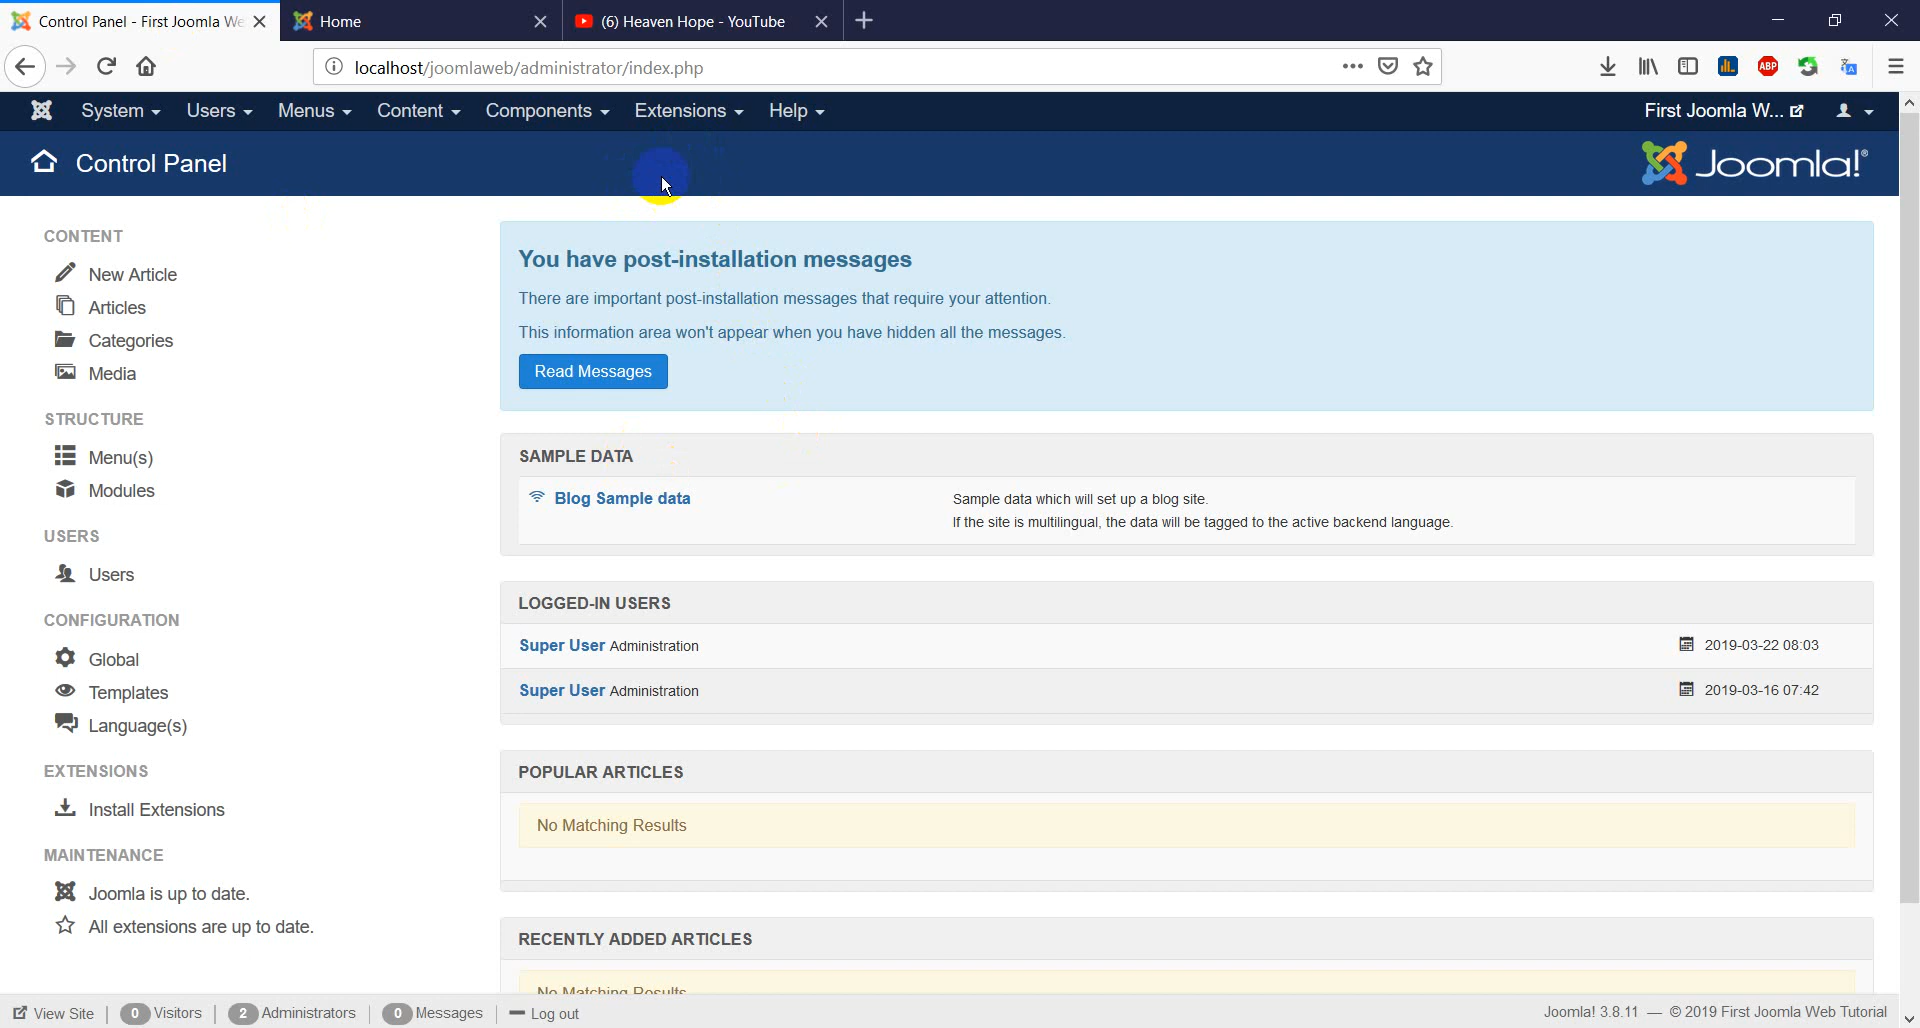 Control Panel - First Joomla We
Home
(6) Heaven Hope - YouTube
localhost/joomlaweb/administrator/index.php
ABP
System Users Menus Content Components Extensions Help First Joomla W...
Control Panel
Joomla!®
CONTENT
New Article
Articles
Categories
Media
STRUCTURE
Menu(s)
Modules
USERS
Users
CONFIGURATION
Global
Templates
Language(s)
EXTENSIONS
Install Extensions
MAINTENANCE
Joomla is up to date.
All extensions are up to date.
You have post-installation messages
There are important post-installation messages that require your attention.
This information area won't appear when you have hidden all the messages.
Read Messages
SAMPLE DATA
Blog Sample data
Sample data which will set up a blog site.
If the site is multilingual, the data will be tagged to the active backend language.
LOGGED-IN USERS
Super User Administration 2019-03-22 08:03
Super User Administration 2019-03-16 07:42
POPULAR ARTICLES
No Matching Results
RECENTLY ADDED ARTICLES
No Matching Results
View Site 0 Visitors 2 Administrators 0 Messages Log out Joomla! 3.8.11 — © 2019 First Joomla Web Tutorial